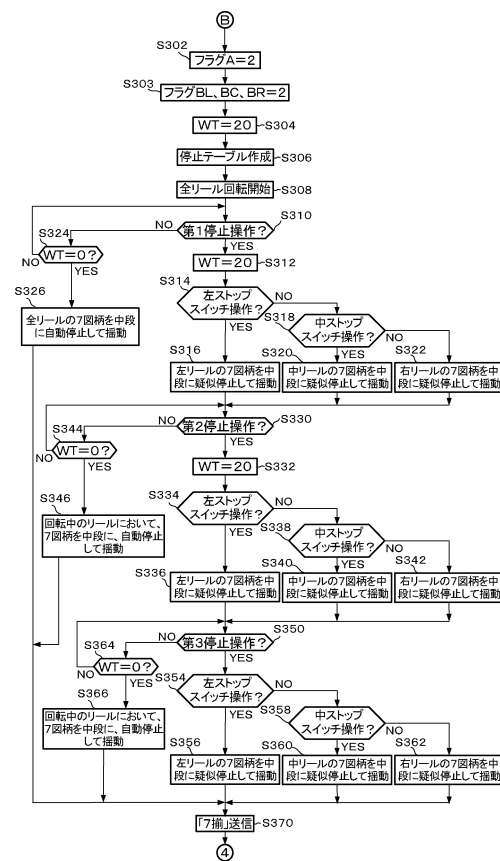 B
S302
フラグA=2
S303
フラグBL、BC、BR=2
WT=20
S304
停止テーブル作成
S306
全リール回転開始
S308
S310
第1停止操作?
NO
YES
S324
WT=0?
NO
YES
WT=20
S312
S314
左ストップ
スイッチ操作?
NO
YES
S318
中ストップ
スイッチ操作?
NO
YES
S326
全リールの7図柄を中段
に自動停止して揺動
S316
左リールの7図柄を中
段に疑似停止して揺動
S320
中リールの7図柄を中
段に疑似停止して揺動
S322
右リールの7図柄を中
段に疑似停止して揺動
S330
第2停止操作?
NO
YES
S344
WT=0?
NO
YES
WT=20
S332
S334
左ストップ
スイッチ操作?
NO
YES
S338
中ストップ
スイッチ操作?
NO
YES
S346
回転中のリールにおいて、
7図柄を中段に、自動停止
して揺動
S336
左リールの7図柄を中
段に疑似停止して揺動
S340
中リールの7図柄を中
段に疑似停止して揺動
S342
右リールの7図柄を中
段に疑似停止して揺動
S350
第3停止操作?
NO
YES
S364
WT=0?
NO
YES
S354
左ストップ
スイッチ操作?
NO
YES
S358
中ストップ
スイッチ操作?
NO
YES
S366
回転中のリールにおいて、
7図柄を中段に、自動停止
して揺動
S356
左リールの7図柄を中
段に疑似停止して揺動
S360
中リールの7図柄を中
段に疑似停止して揺動
S362
右リールの7図柄を中
段に疑似停止して揺動
「7揃」送信
S370
4